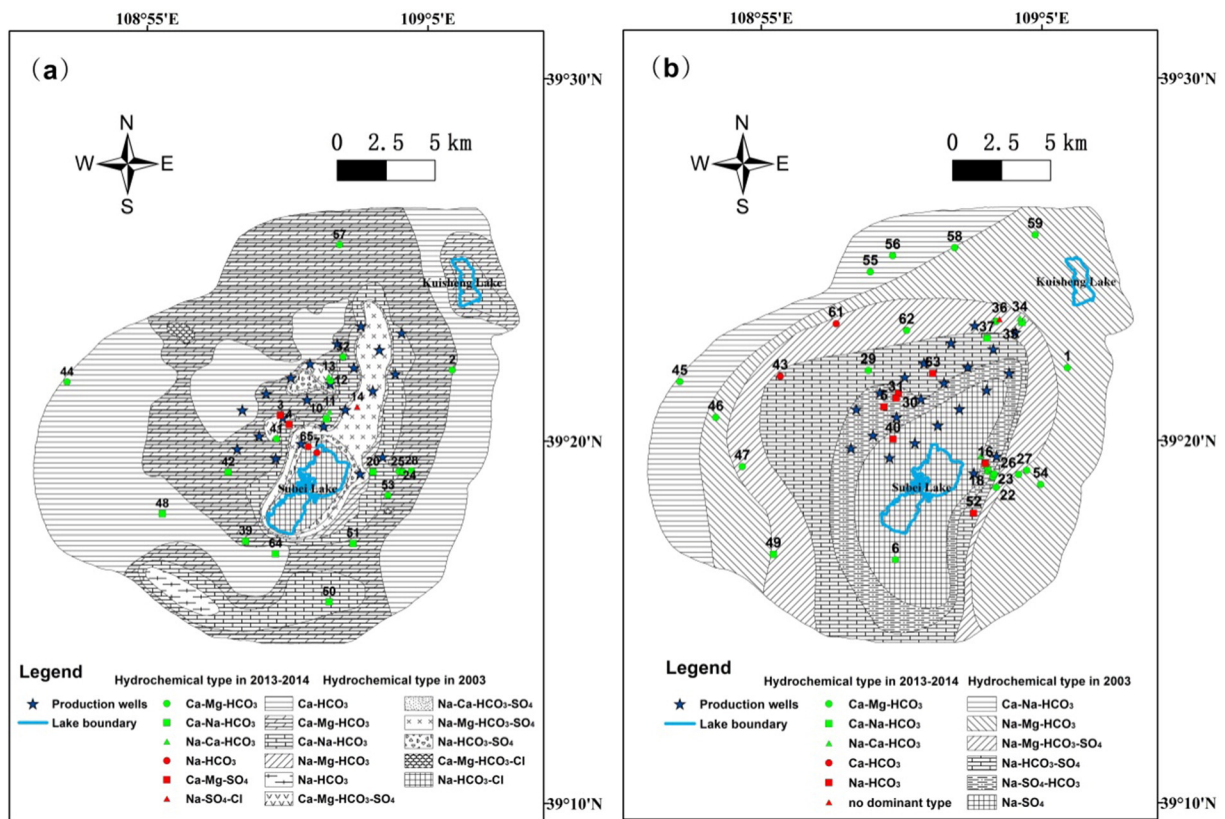 108°55'E
109°5'E
108°55'E
109°5'E
(a)
39°30'N
(b)
39°30'N
N
W E
S
0 2.5 5 km
N
W E
S
0 2.5 5 km
57
Kuisheng Lake
44
2
13
12
11
10
14
3
4
41
65
7
42
20
25
28
24
53
Subei Lake
48
39
64
51
50
39°20'N
59
58
56
55
Kuisheng Lake
61
62
36
34
37
38
45
43
29
63
1
31
5
30
46
40
47
16
26
27
54
18
23
22
Subei Lake
52
49
6
39°20'N
39°10'N
39°10'N
Legend
Hydrochemical type in 2013-2014 Hydrochemical type in 2003
Production wells
Lake boundary
Ca-Mg-HCO₃
Ca-Na-HCO₃
Na-Ca-HCO₃
Na-HCO₃
Ca-Mg-SO₄
Na-SO₄-Cl
Ca-HCO₃
Ca-Mg-HCO₃
Ca-Na-HCO₃
Na-Mg-HCO₃
Na-HCO₃
Ca-Mg-HCO₃-SO₄
Na-Ca-HCO₃-SO₄
Na-Mg-HCO₃-SO₄
Na-HCO₃-SO₄
Ca-Mg-HCO₃-Cl
Na-HCO₃-Cl
Legend
Hydrochemical type in 2013-2014 Hydrochemical type in 2003
Production wells
Lake boundary
Ca-Mg-HCO₃
Ca-Na-HCO₃
Na-Ca-HCO₃
Ca-HCO₃
Na-HCO₃
no dominant type
Ca-Na-HCO₃
Na-Mg-HCO₃
Na-Mg-HCO₃-SO₄
Na-HCO₃-SO₄
Na-SO₄-HCO₃
Na-SO₄